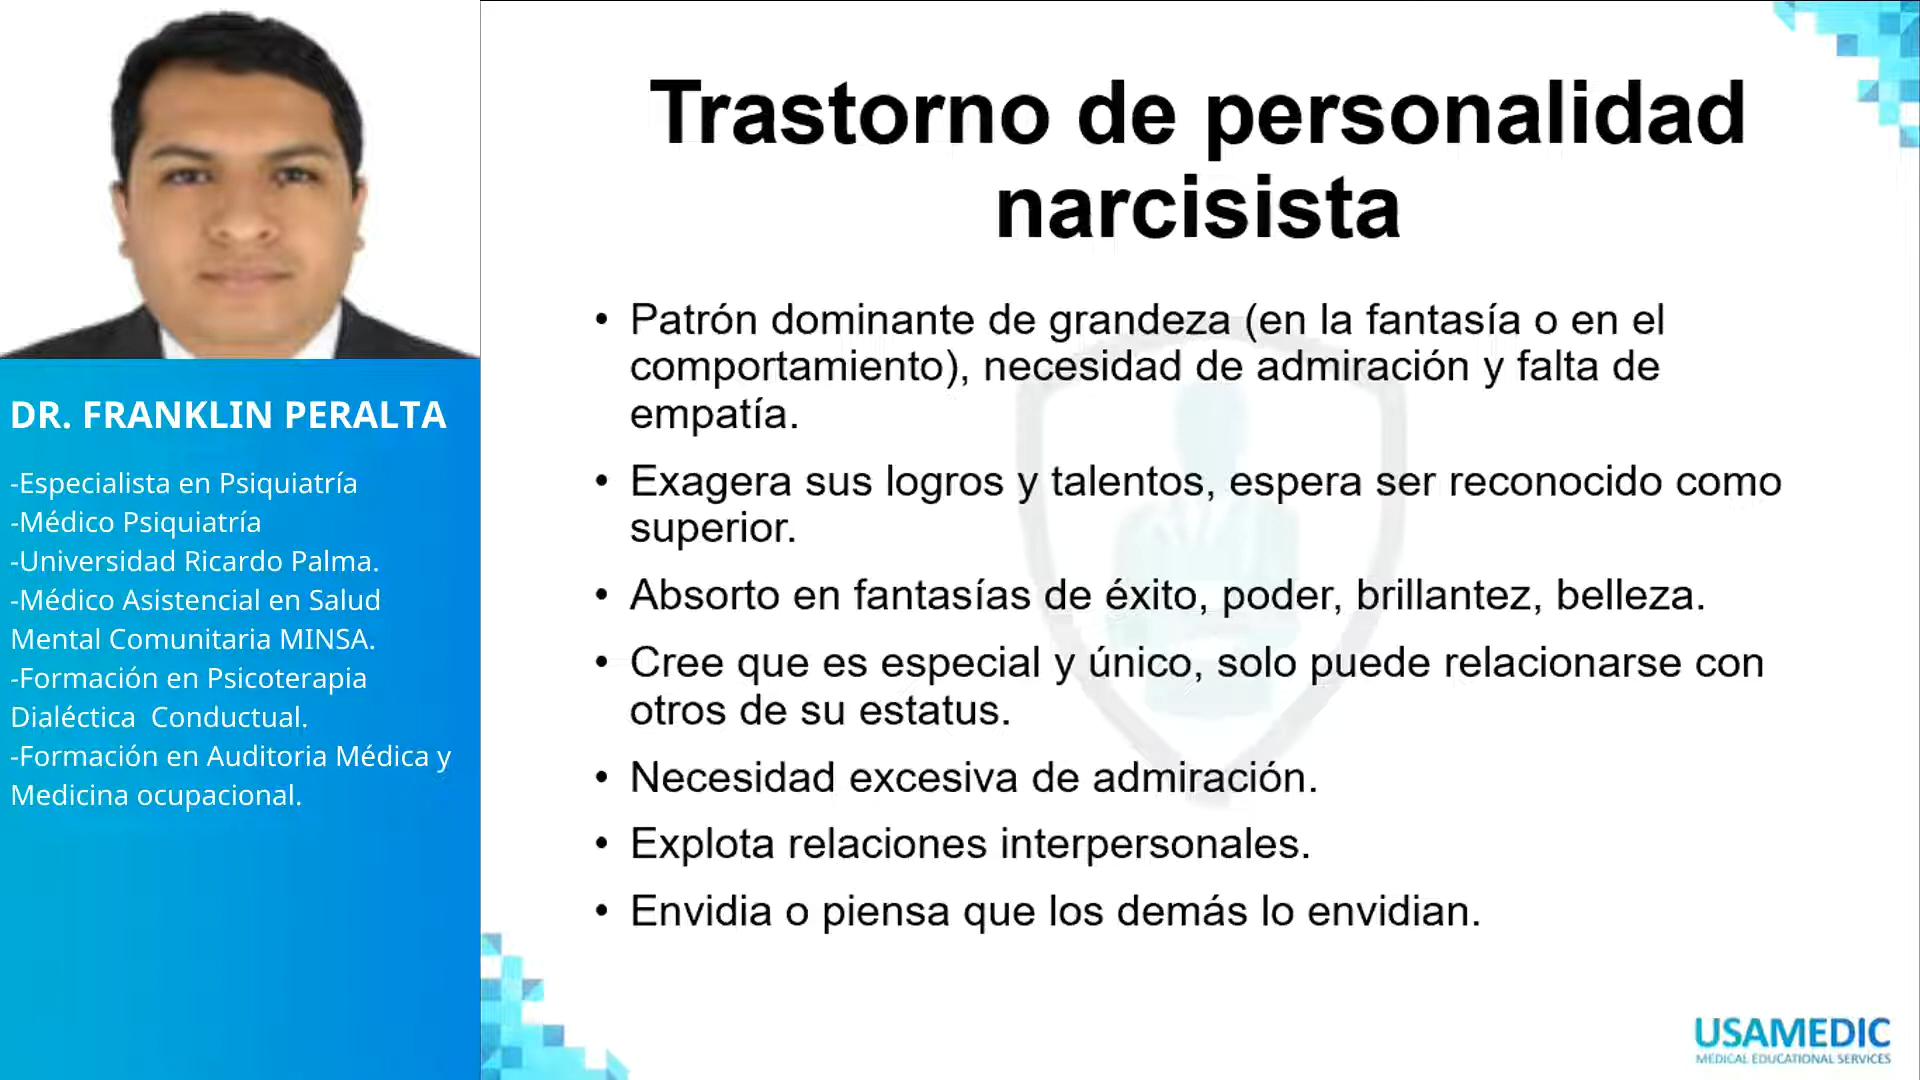 DR. FRANKLIN PERALTA
-Especialista en Psiquiatría
-Médico Psiquiatría
-Universidad Ricardo Palma.
-Médico Asistencial en Salud
Mental Comunitaria MINSA.
-Formación en Psicoterapia
Dialéctica  Conductual.
-Formación en Auditoria Médica y
Medicina ocupacional.
Trastorno de personalidad
narcisista
• Patrón dominante de grandeza (en la fantasía o en el
comportamiento), necesidad de admiración y falta de
empatía.
• Exagera sus logros y talentos, espera ser reconocido como
superior.
• Absorto en fantasías de éxito, poder, brillantez, belleza.
• Cree que es especial y único, solo puede relacionarse con
otros de su estatus.
• Necesidad excesiva de admiración.
• Explota relaciones interpersonales.
• Envidia o piensa que los demás lo envidian.
USAMEDIC
MEDICAL EDUCATIONAL SERVICES